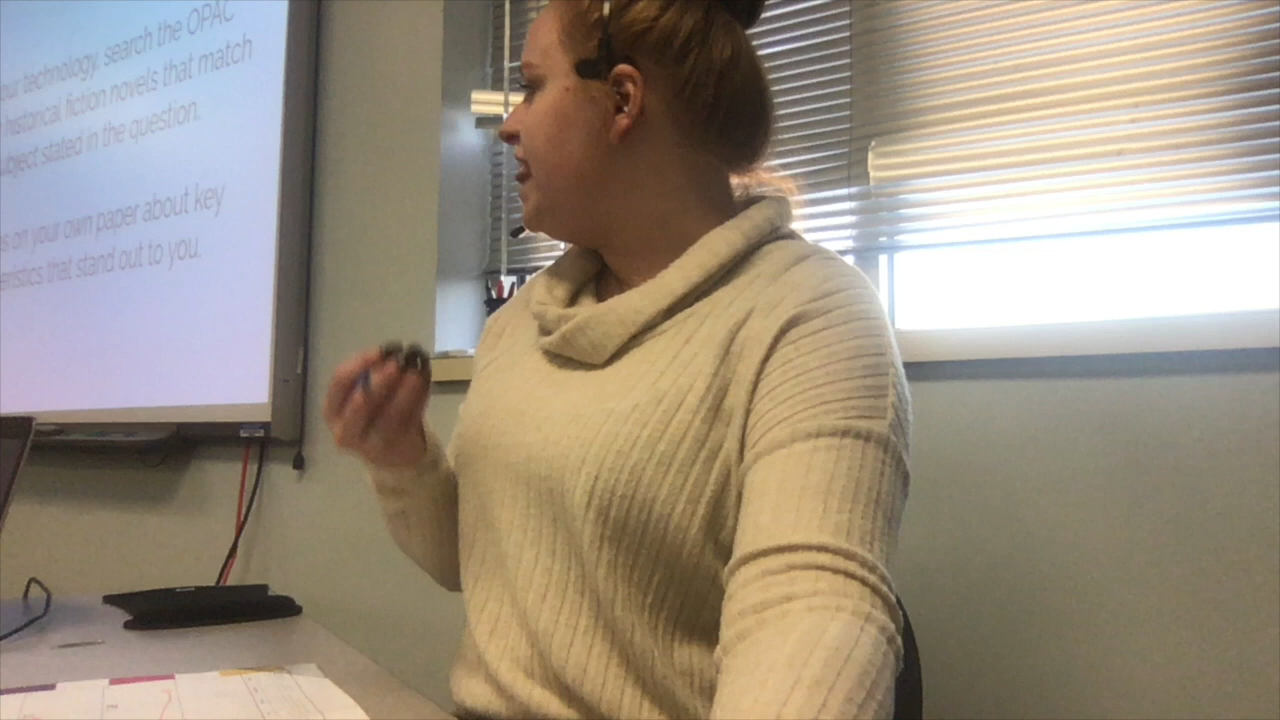 our technology, search the OPAC
historical fiction novels that match
subject stated in the question.
on your own paper about key
that stand out to you.